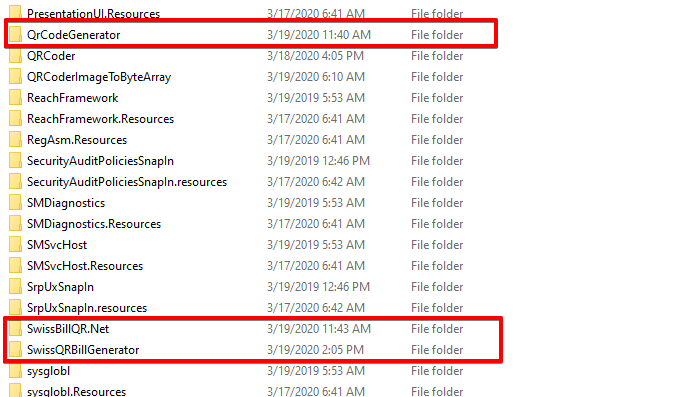 PresentationUI.Resources 3/17/2020 6:41 AM File folder
QrCodeGenerator 3/19/2020 11:40 AM File folder
QRCoder 3/18/2020 4:05 PM File folder
QRCoderImageToByteArray 3/19/2020 6:10 AM File folder
ReachFramework 3/19/2019 5:53 AM File folder
ReachFramework.Resources 3/17/2020 6:41 AM File folder
RegAsm.Resources 3/17/2020 6:41 AM File folder
SecurityAuditPoliciesSnapIn 3/19/2019 12:46 PM File folder
SecurityAuditPoliciesSnapIn.resources 3/17/2020 6:42 AM File folder
SMDiagnostics 3/19/2019 5:53 AM File folder
SMDiagnostics.Resources 3/17/2020 6:41 AM File folder
SMSvcHost 3/19/2019 5:53 AM File folder
SMSvcHost.Resources 3/17/2020 6:41 AM File folder
SrpUxSnapIn 3/19/2019 12:46 PM File folder
SrpUxSnapIn.resources 3/17/2020 6:42 AM File folder
SwissBillQR.Net 3/19/2020 11:43 AM File folder
SwissQRBillGenerator 3/19/2020 2:05 PM File folder
sysglobl 3/19/2019 5:53 AM File folder
sysglobl.Resources 3/17/2020 6:41 AM File folder